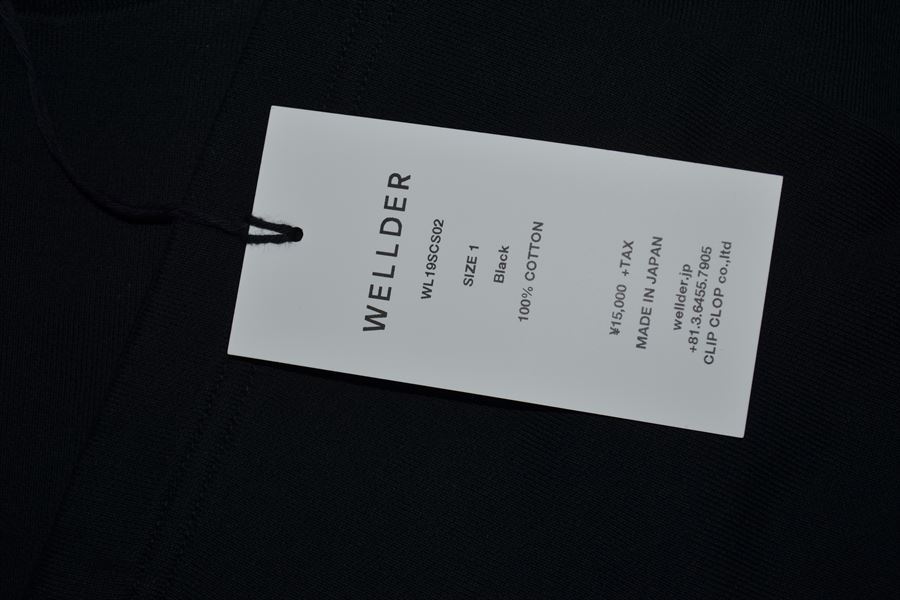 WELLDER
WL19SCS02
SIZE 1
Black
100% COTTON
¥15,000 +TAX
MADE IN JAPAN
wellder.jp
+81.3.6455.7905
CLIP CLOP co.,ltd